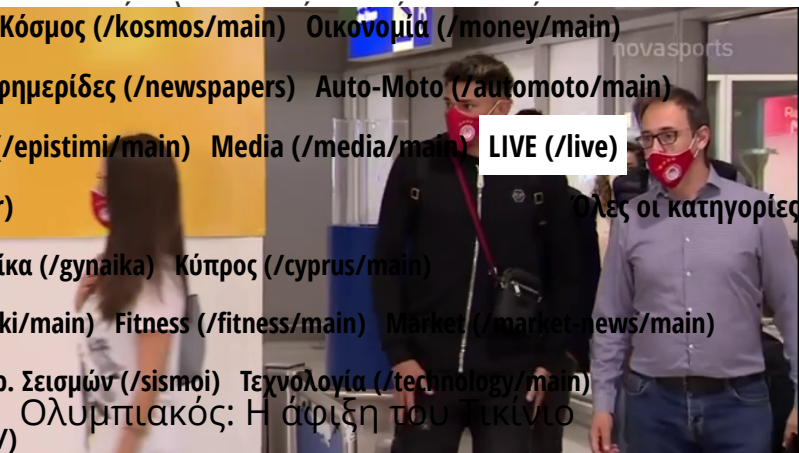 Κόσμος (/kosmos/main) Οικονομία (/money/main)
novasports
φημερίδες (/newspapers) Auto-Moto (/automoto/main)
(/epistimi/main) Media (/media/main) LIVE (/live)
r)
Όλες οι κατηγορίες
ίκα (/gynaika) Κύπρος (/cyprus/main)
ki/main) Fitness (/fitness/main) Market (/market-news/main)
ρ. Σεισμών (/sismoi) Τεχνολογία (/technology/main)
Ολυμπιακός: Η άφιξη του Τικίνιο
/)